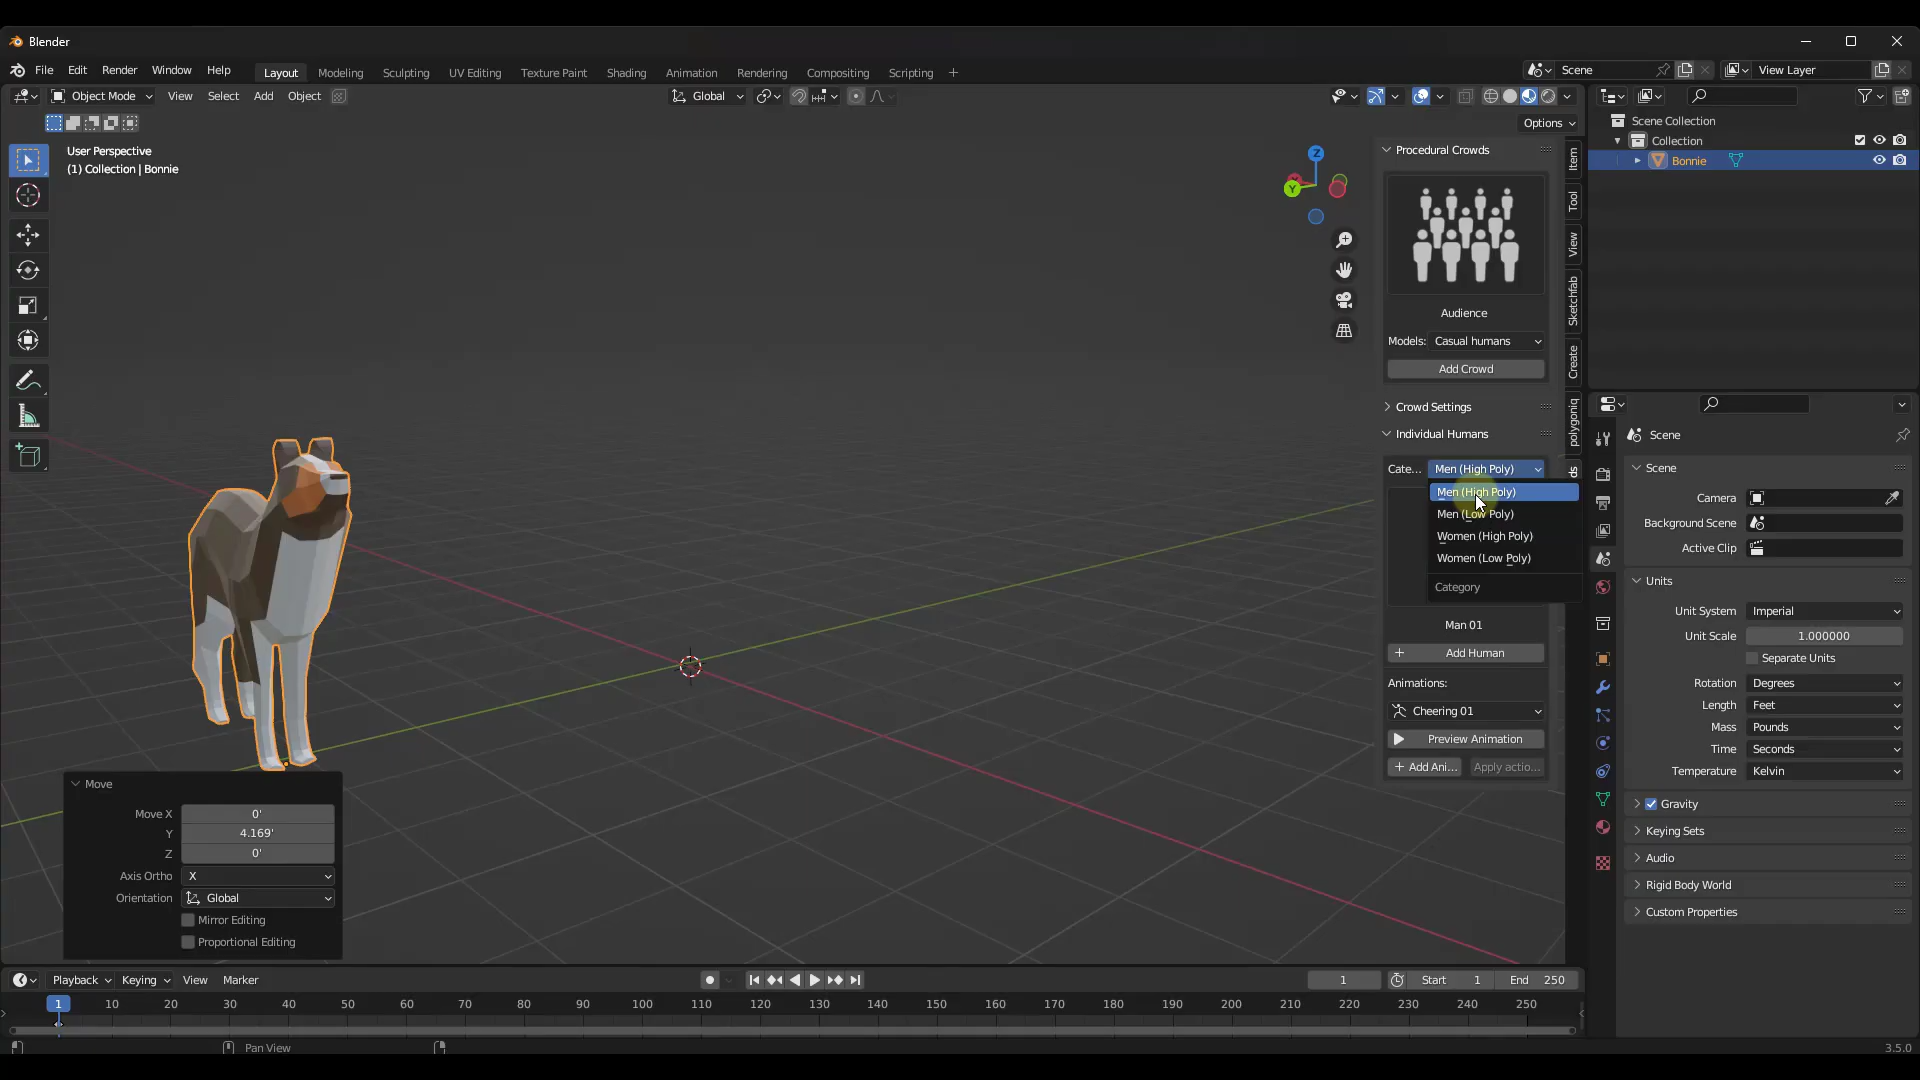 Blender
File Edit Render Window Help
Layout Modeling Sculpting UV Editing Texture Paint Shading Animation Rendering Compositing Scripting +
Scene
View Layer
Object Mode View Select Add Object
Global
Options
User Perspective
(1) Collection | Bonnie
Z
Y
Procedural Crowds
Audience
Models: Casual humans
Add Crowd
Crowd Settings
Individual Humans
Cate... Men (High Poly)
Men (High Poly)
Men (Low Poly)
Women (High Poly)
Women (Low Poly)
Category
Man 01
+ Add Human
Animations:
Cheering 01
Preview Animation
+ Add Ani... Apply actio...
Item
Tool
View
Sketchfab
Create
polygoniq
ds
Scene Collection
Collection
Bonnie
Scene
Scene
Camera
Background Scene
Active Clip
Units
Unit System Imperial
Unit Scale 1.000000
Separate Units
Rotation Degrees
Length Feet
Mass Pounds
Time Seconds
Temperature Kelvin
Gravity
Keying Sets
Audio
Rigid Body World
Custom Properties
Move
Move X 0'
Y 4.169'
Z 0'
Axis Ortho X
Orientation Global
Mirror Editing
Proportional Editing
Playback Keying View Marker
1 Start 1 End 250
1 10 20 30 40 50 60 70 80 90 100 110 120 130 140 150 160 170 180 190 200 210 220 230 240 250
Pan View
3.5.0